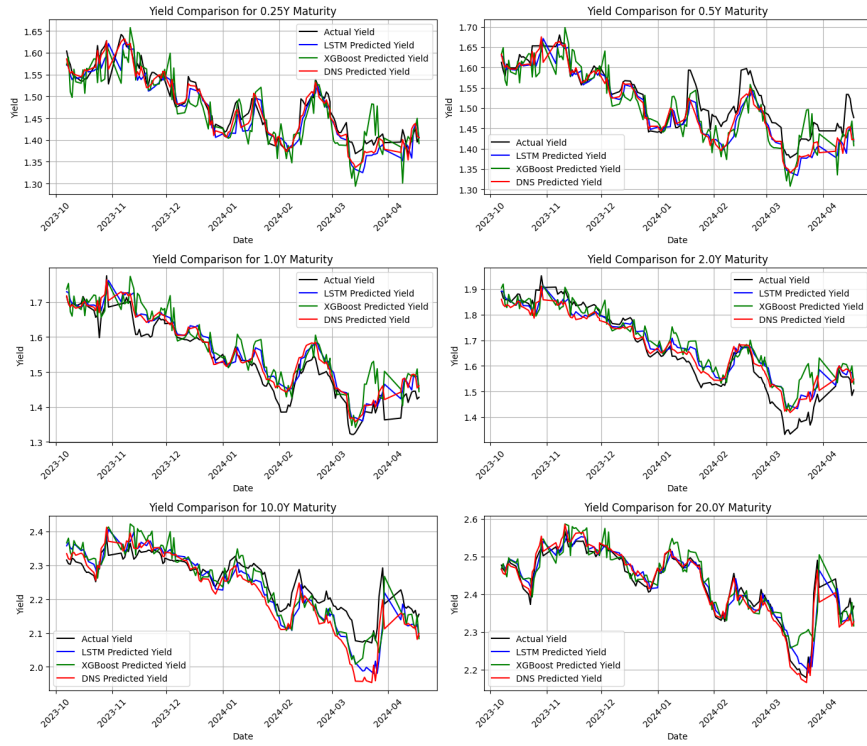 Yield Comparison for 0.25Y Maturity
1.65
1.60
1.55
1.50
1.45
1.40
1.35
1.30
Yield
Actual Yield
LSTM Predicted Yield
XGBoost Predicted Yield
DNS Predicted Yield
2023-10
2023-11
2023-12
2024-01
2024-02
2024-03
2024-04
Date
Yield Comparison for 0.5Y Maturity
1.70
1.65
1.60
1.55
1.50
1.45
1.40
1.35
1.30
Yield
Actual Yield
LSTM Predicted Yield
XGBoost Predicted Yield
DNS Predicted Yield
2023-10
2023-11
2023-12
2024-01
2024-02
2024-03
2024-04
Date
Yield Comparison for 1.0Y Maturity
1.7
1.6
1.5
1.4
1.3
Yield
Actual Yield
LSTM Predicted Yield
XGBoost Predicted Yield
DNS Predicted Yield
2023-10
2023-11
2023-12
2024-01
2024-02
2024-03
2024-04
Date
Yield Comparison for 2.0Y Maturity
1.9
1.8
1.7
1.6
1.5
1.4
Yield
Actual Yield
LSTM Predicted Yield
XGBoost Predicted Yield
DNS Predicted Yield
2023-10
2023-11
2023-12
2024-01
2024-02
2024-03
2024-04
Date
Yield Comparison for 10.0Y Maturity
2.4
2.3
2.2
2.1
2.0
Yield
Actual Yield
LSTM Predicted Yield
XGBoost Predicted Yield
DNS Predicted Yield
2023-10
2023-11
2023-12
2024-01
2024-02
2024-03
2024-04
Date
Yield Comparison for 20.0Y Maturity
2.6
2.5
2.4
2.3
2.2
Yield
Actual Yield
LSTM Predicted Yield
XGBoost Predicted Yield
DNS Predicted Yield
2023-10
2023-11
2023-12
2024-01
2024-02
2024-03
2024-04
Date